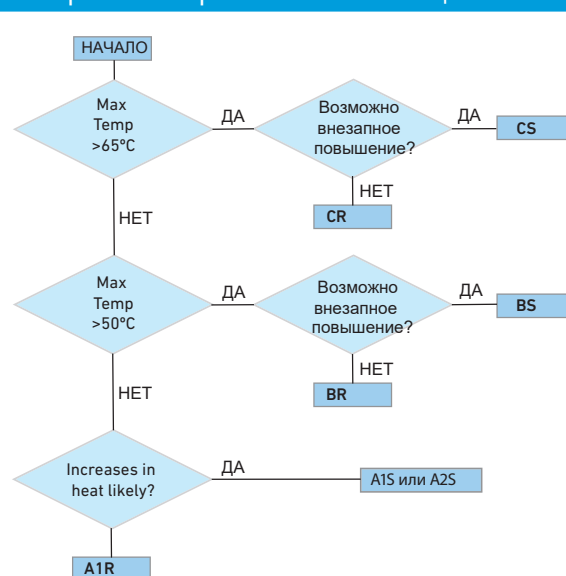 НАЧАЛО
Max
Temp
>65°C
ДА
Возможно
внезапное
повышение?
ДА
CS
НЕТ
CR
НЕТ
Max
Temp
>50°C
ДА
Возможно
внезапное
повышение?
ДА
BS
НЕТ
BR
НЕТ
Increases in
heat likely?
ДА
A1S или A2S
A1R